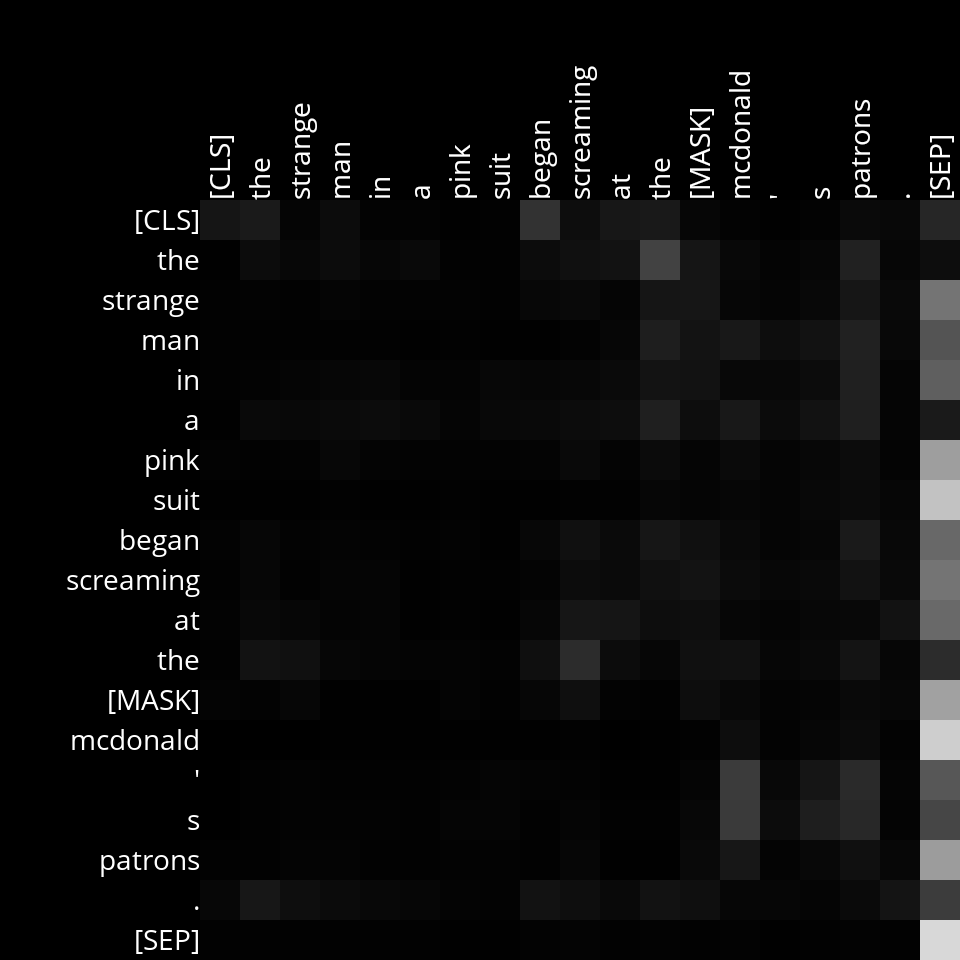 [CLS] the strange man in a pink suit began screaming at the [MASK] mcdonald ' s patrons . [SEP]
[CLS]
the
strange
man
in
a
pink
suit
began
screaming
at
the
[MASK]
mcdonald
'
s
patrons
.
[SEP]